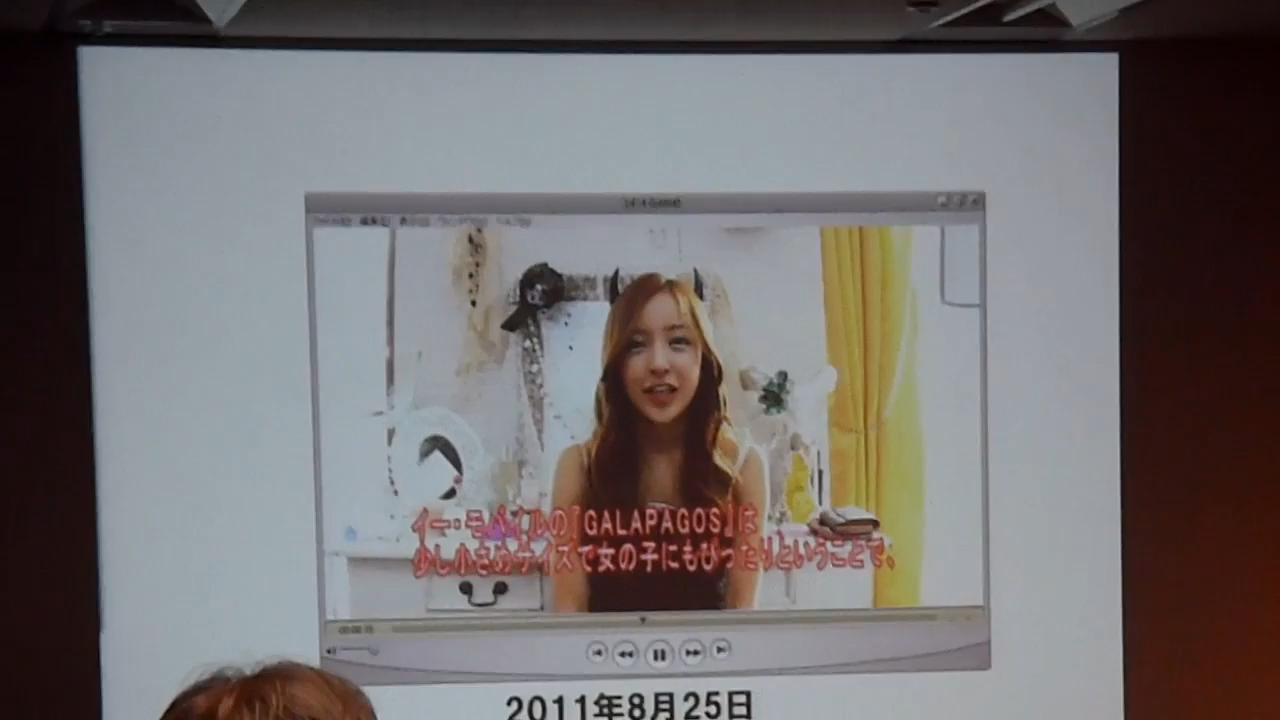 イー・モバイルの「GALAPAGOS」は
少し小さめサイズで女の子にもぴったりということで、
2011年8月25日